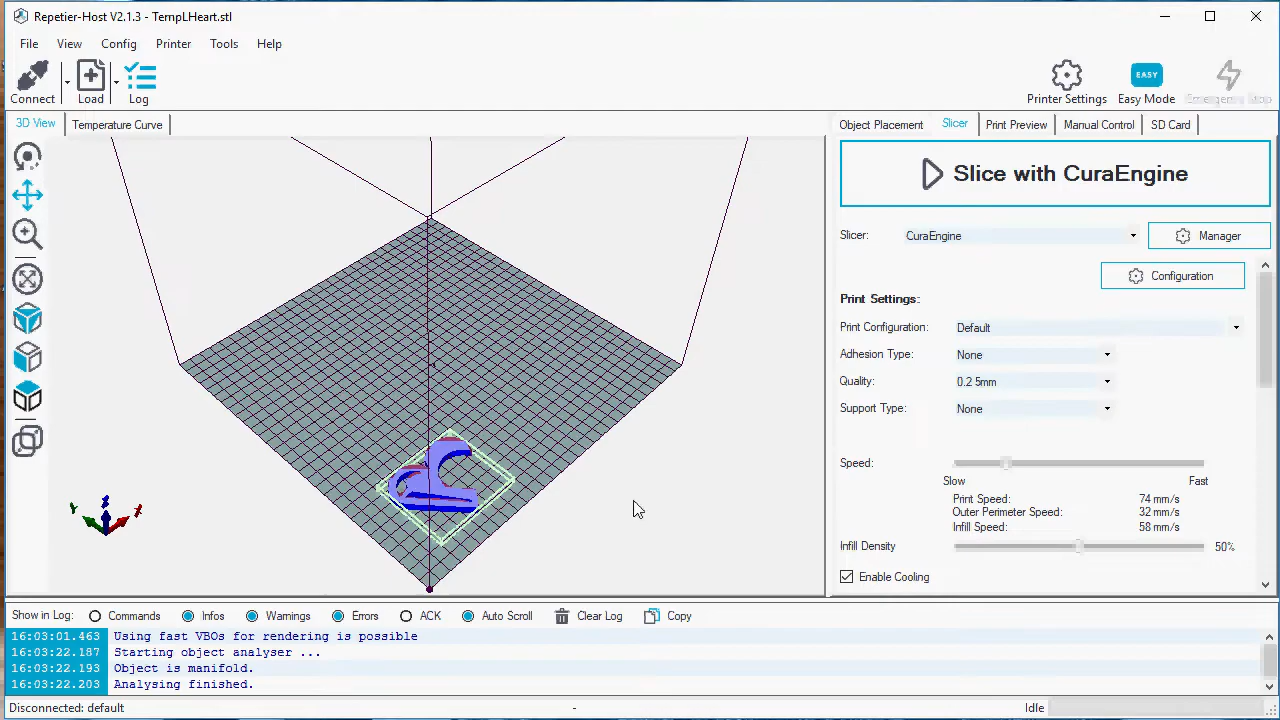 Repetier-Host V2.1.3 - TempLHeart.stl
File View Config Printer Tools Help
Connect Load Log Printer Settings EASY Easy Mode Emergency Stop
3D View Temperature Curve Object Placement Slicer Print Preview Manual Control SD Card
Slice with CuraEngine
Slicer: CuraEngine Manager
Configuration
Print Settings:
Print Configuration: Default
Adhesion Type: None
Quality: 0.2 5mm
Support Type: None
Speed:
Slow Fast
Print Speed: 74 mm/s
Outer Perimeter Speed: 32 mm/s
Infill Speed: 58 mm/s
Infill Density 50%
Enable Cooling
Show in Log: Commands Infos Warnings Errors ACK Auto Scroll Clear Log Copy
16:03:01.463 Using fast VBOs for rendering is possible
16:03:22.187 Starting object analyser ...
16:03:22.193 Object is manifold.
16:03:22.203 Analysing finished.
Disconnected: default - Idle